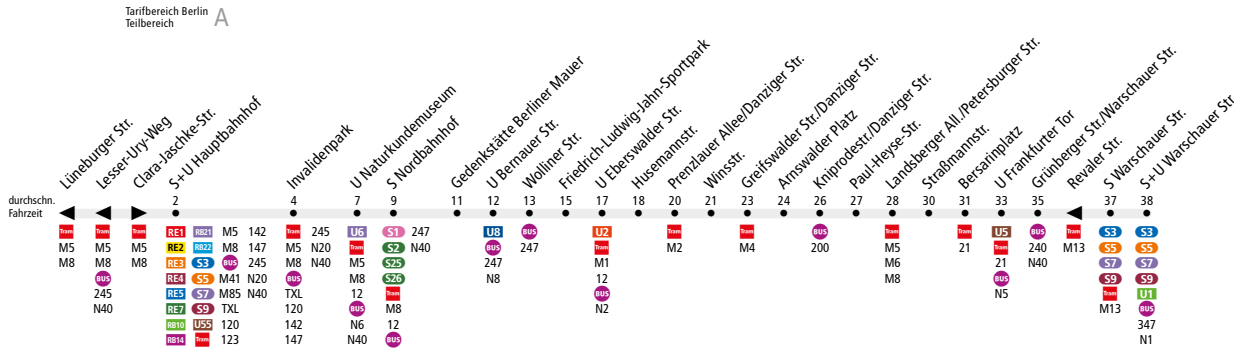 Tarifbereich Berlin
Teilbereich A
Lüneburger Str.
Lesser-Ury-Weg
Clara-Jaschke-Str.
S+U Hauptbahnhof
Invalidenpark
U Naturkundemuseum
S Nordbahnhof
Gedenkstätte Berliner Mauer
U Bernauer Str.
Wolliner Str.
Friedrich-Ludwig-Jahn-Sportpark
U Eberswalder Str.
Husemannstr.
Prenzlauer Allee/Danziger Str.
Winsstr.
Greifswalder Str./Danziger Str.
Arnswalder Platz
Kniprodestr./Danziger Str.
Paul-Heyse-Str.
Landsberger All./Petersburger Str.
Straßmannstr.
Bersarinplatz
U Frankfurter Tor
Grünberger Str./Warschauer Str.
Revaler Str.
S Warschauer Str.
S+U Warschauer Str.
durchschn.
Fahrzeit
2 4 7 9 11 12 13 15 17 18 20 21 23 24 26 27 28 30 31 33 35 37 38
Tram
M5
M8
Tram
M5
M8
BUS
245
N40
Tram
M5
M8
RE1 RB21 M5 142
RE2 RB22 M8 147
RE3 S3 BUS 245
RE4 S5 M41 N20
RE5 S7 M85 N40
RE7 S9 TXL
RB10 U55 120
RB14 Tram 123
Tram 245
M5 N20
M8 N40
BUS
TXL
120
142
147
U6
Tram
M5
M8
12
BUS
N6
N40
S1 247
S2 N40
S25
S26
Tram
M8
12
BUS
U8
BUS
247
N8
BUS
247
U2
Tram
M1
12
BUS
N2
Tram
M2
Tram
M4
BUS
200
Tram
M5
M6
M8
Tram
21
U5
Tram
21
BUS
N5
BUS
240
N40
Tram
M13
S3
S5
S7
S9
Tram
M13
S3
S5
S7
S9
U1
BUS
347
N1